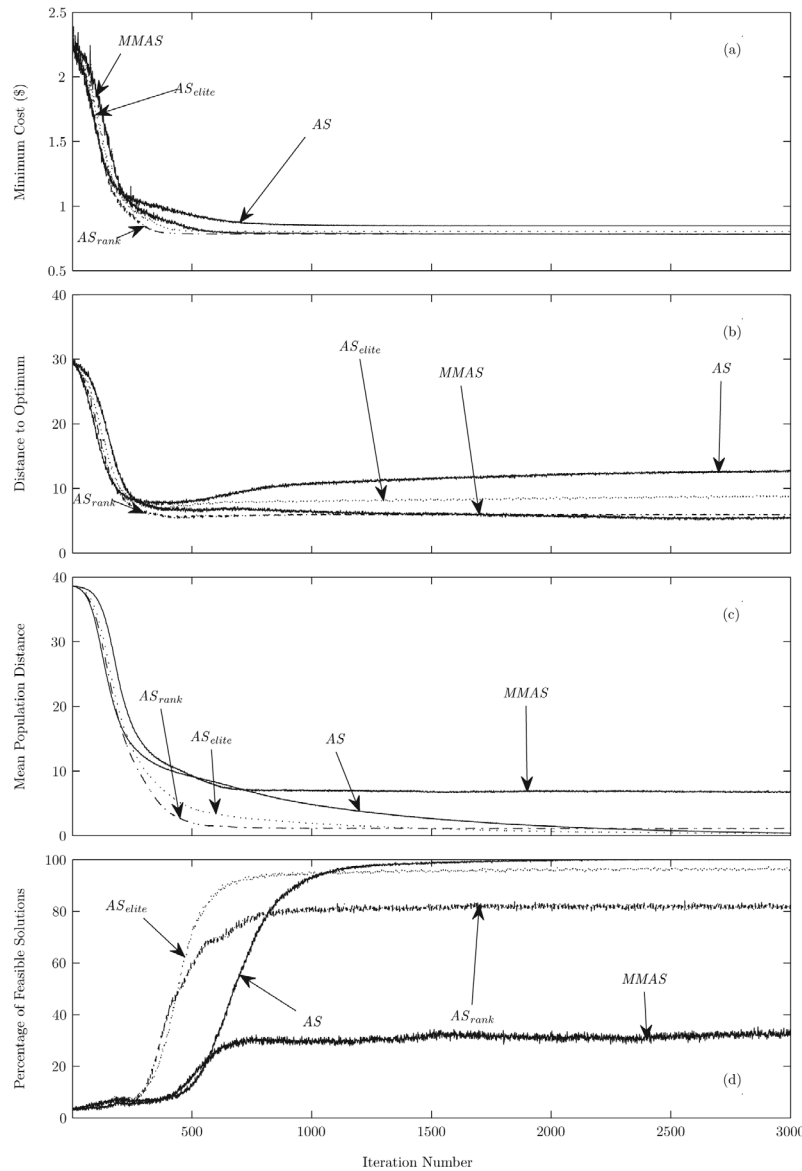 2.5
2
1.5
1
0.5
Minimum Cost ($)
MMAS
AS_elite
AS
AS_rank
(a)
40
30
20
10
0
Distance to Optimum
AS_elite
MMAS
AS
AS_rank
(b)
40
30
20
10
0
Mean Population Distance
AS_rank
AS_elite
AS
MMAS
(c)
100
80
60
40
20
0
Percentage of Feasible Solutions
AS_elite
AS
AS_rank
MMAS
(d)
500
1000
1500
2000
2500
3000
Iteration Number